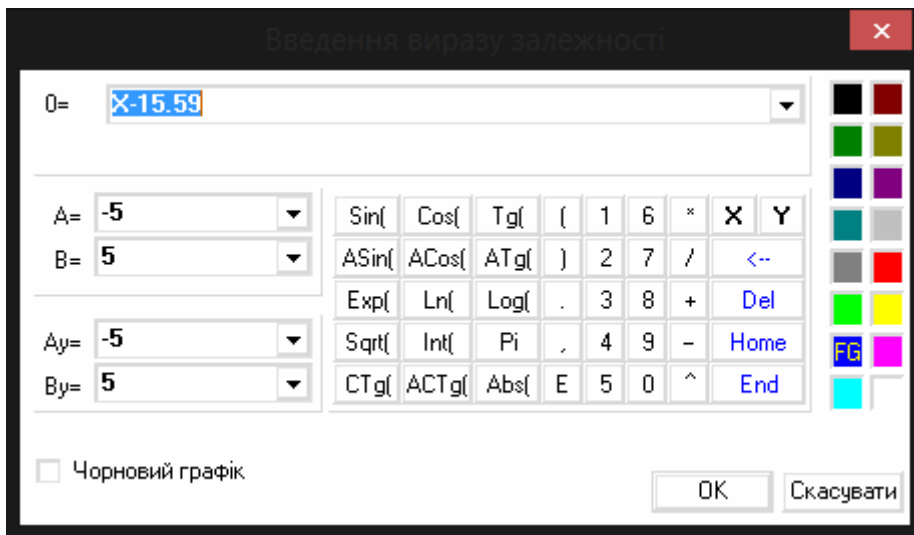 Введення виразу залежності
0= X-15.59
A= -5
B= 5
Ay= -5
By= 5
Sin( Cos( Tg( ( 1 6 * X Y
ASin( ACos( ATg( ) 2 7 / <--
Exp( Ln( Log( . 3 8 + Del
Sqrt( Int( Pi , 4 9 - Home
CTg( ACTg( Abs( E 5 0 ^ End
FG
Чорновий графік
OK Скасувати